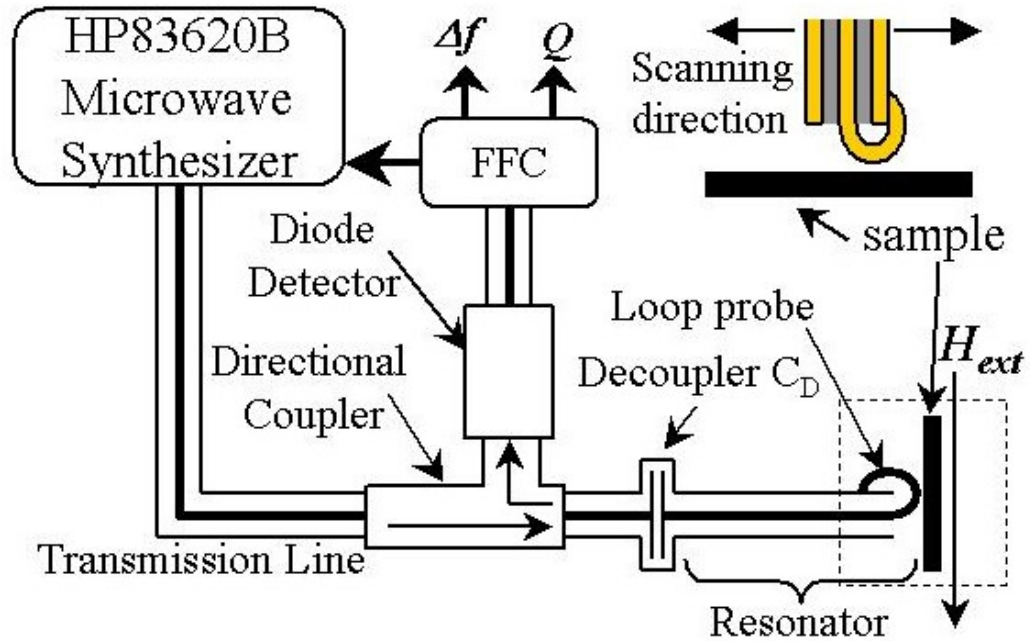 HP83620B
Microwave
Synthesizer
Δf
Q
FFC
Scanning
direction
sample
Diode
Detector
Directional
Coupler
Loop probe
Decoupler C_D
H_ext
Transmission Line
Resonator